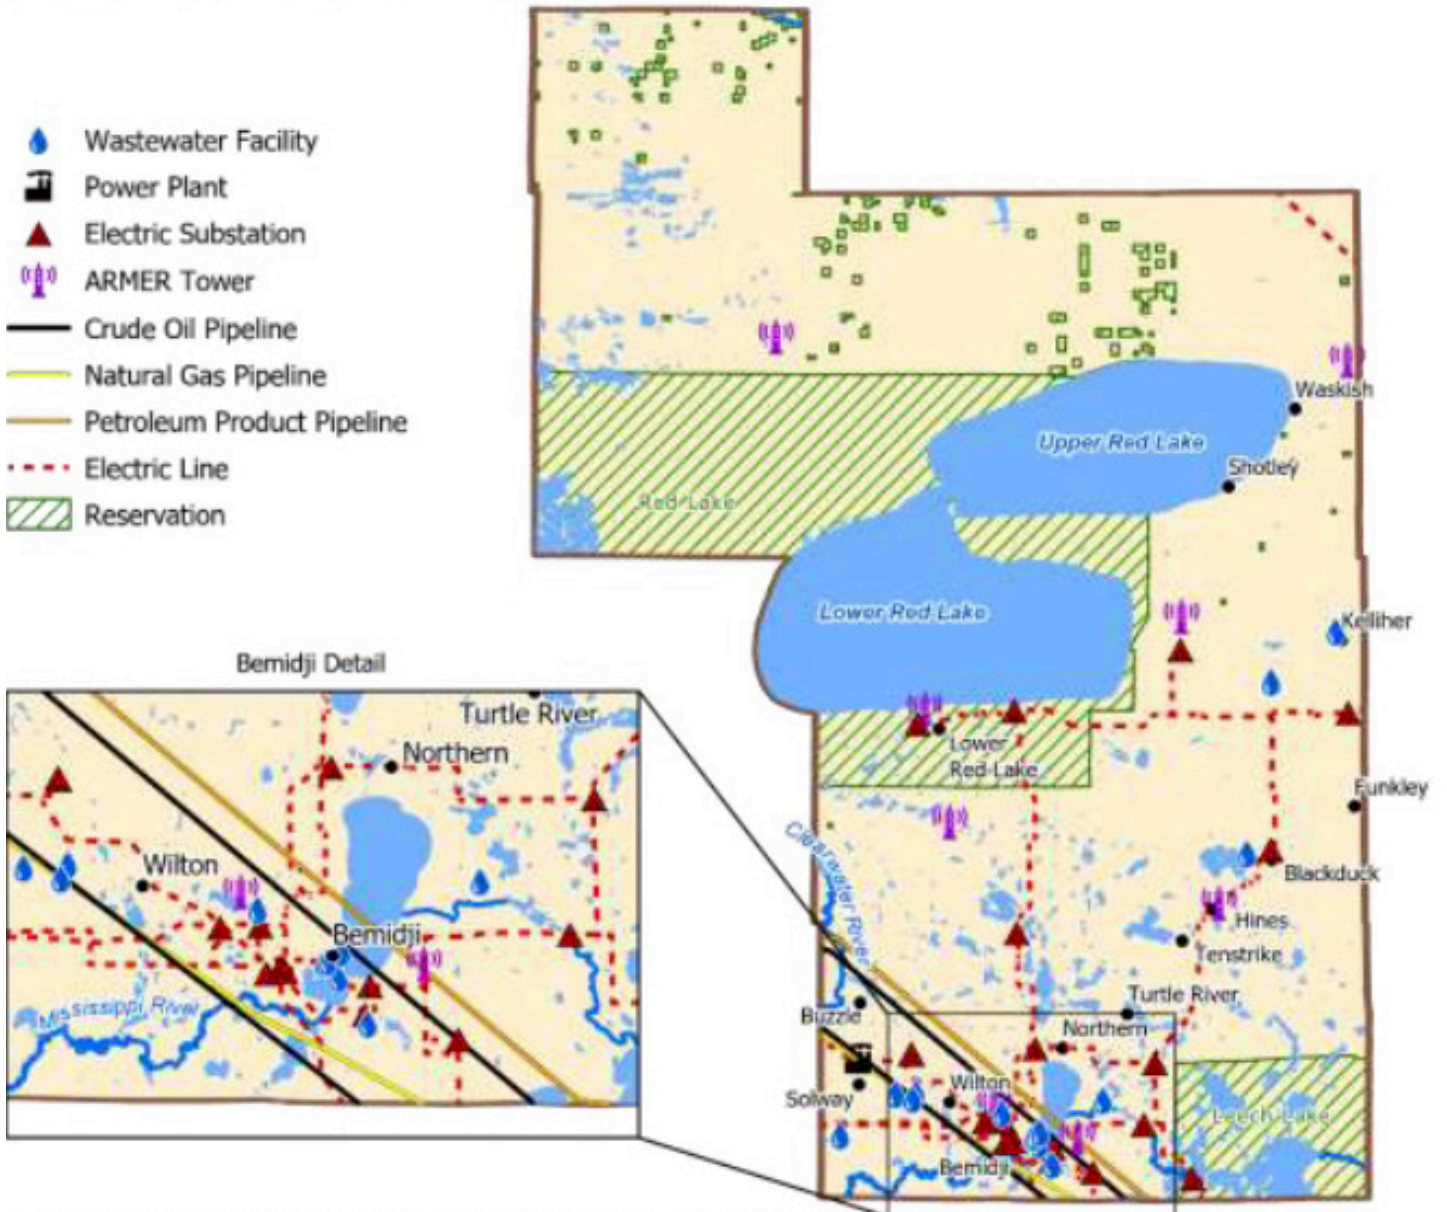 Wastewater Facility
Power Plant
Electric Substation
ARMER Tower
Crude Oil Pipeline
Natural Gas Pipeline
Petroleum Product Pipeline
Electric Line
Reservation
Waskish
Upper Red Lake
Shotley
Red Lake
Lower Red Lake
Kelliher
Lower
Red Lake
Funkley
Clearwater River
Blackduck
Hines
Tenstrike
Turtle River
Buzzle
Northern
Wilton
Solway
Leech Lake
Bemidji
Bemidji Detail
Turtle River
Northern
Wilton
Bemidji
Mississippi River